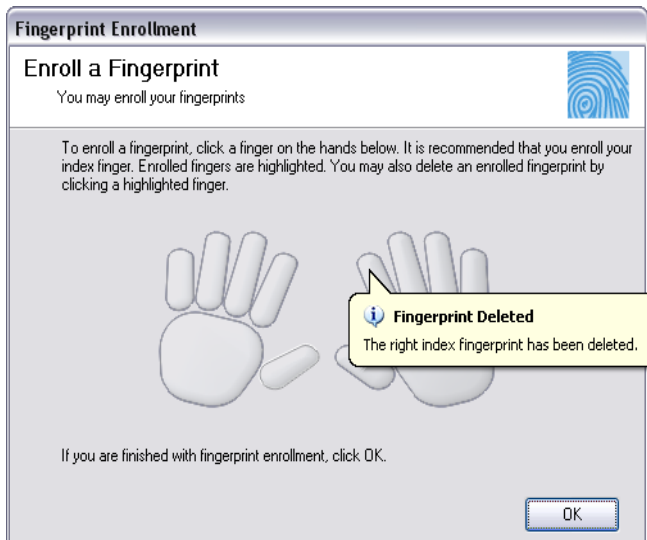 Fingerprint Enrollment
Enroll a Fingerprint
You may enroll your fingerprints
To enroll a fingerprint, click a finger on the hands below. It is recommended that you enroll your
index finger. Enrolled fingers are highlighted. You may also delete an enrolled fingerprint by
clicking a highlighted finger.
Fingerprint Deleted
The right index fingerprint has been deleted.
If you are finished with fingerprint enrollment, click OK.
OK